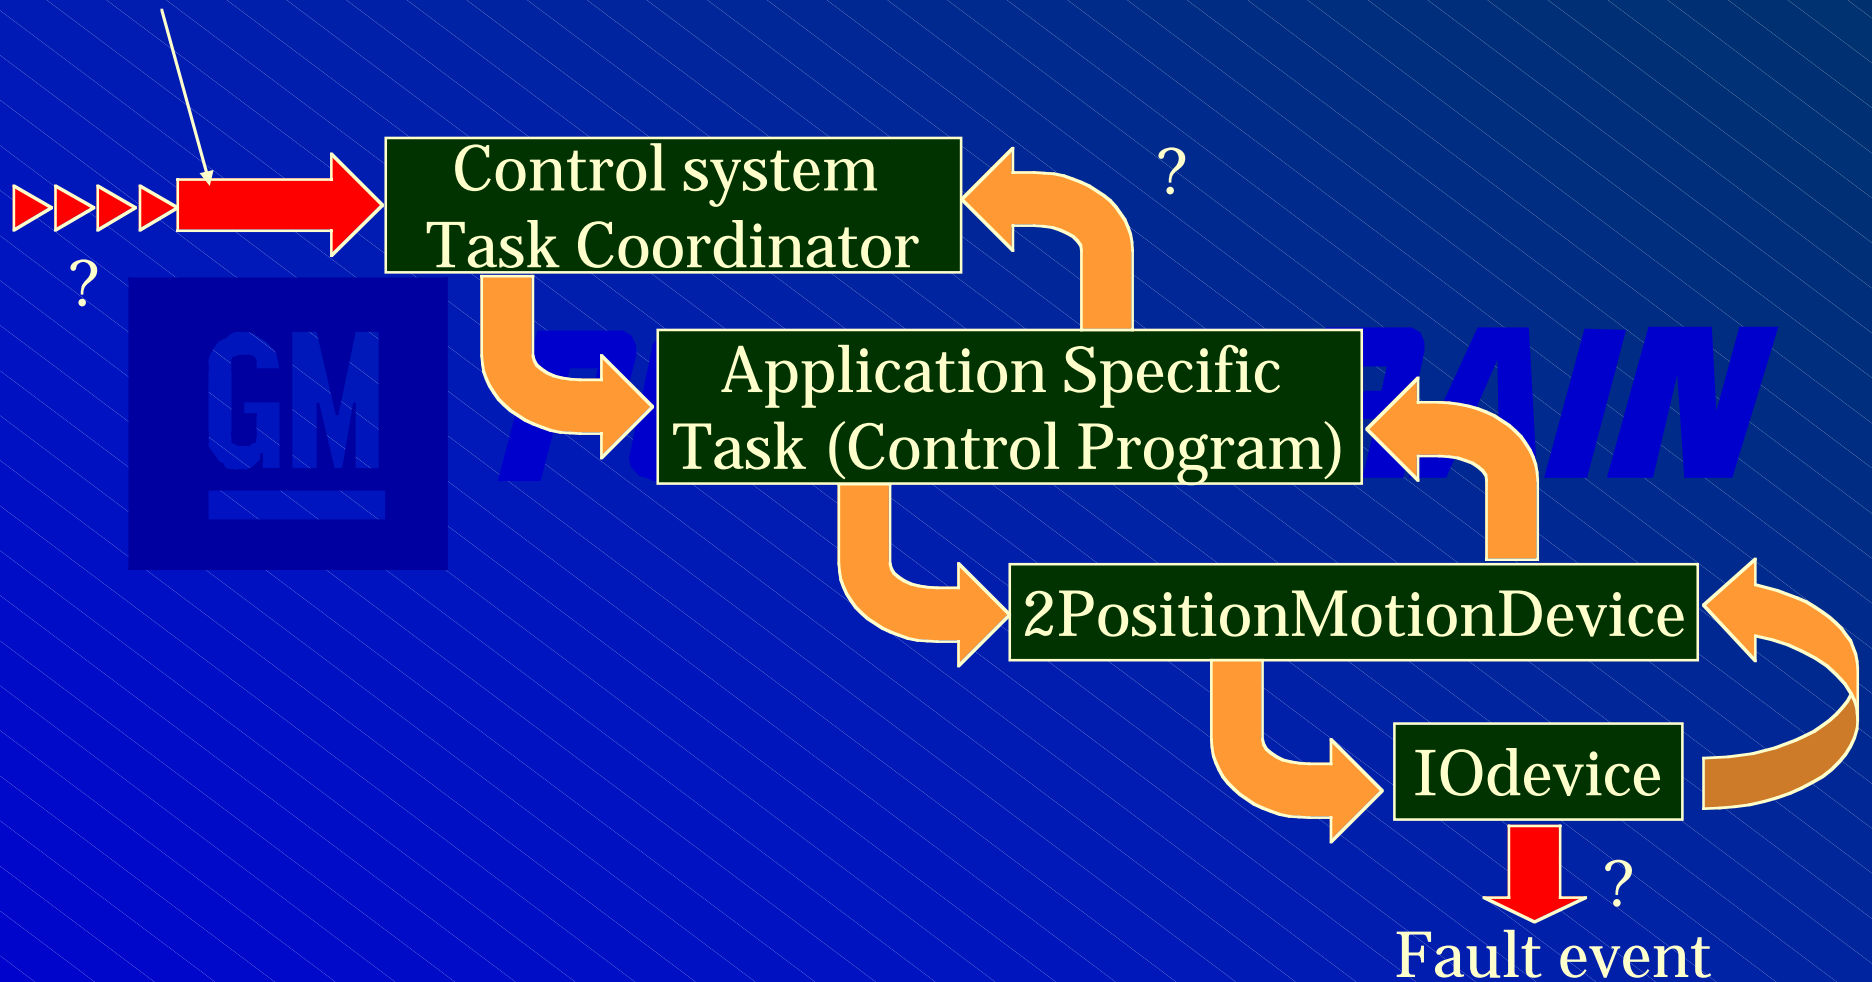 Control system
Task Coordinator
?
?
GM
Application Specific
Task (Control Program)
2PositionMotionDevice
IOdevice
?
Fault event